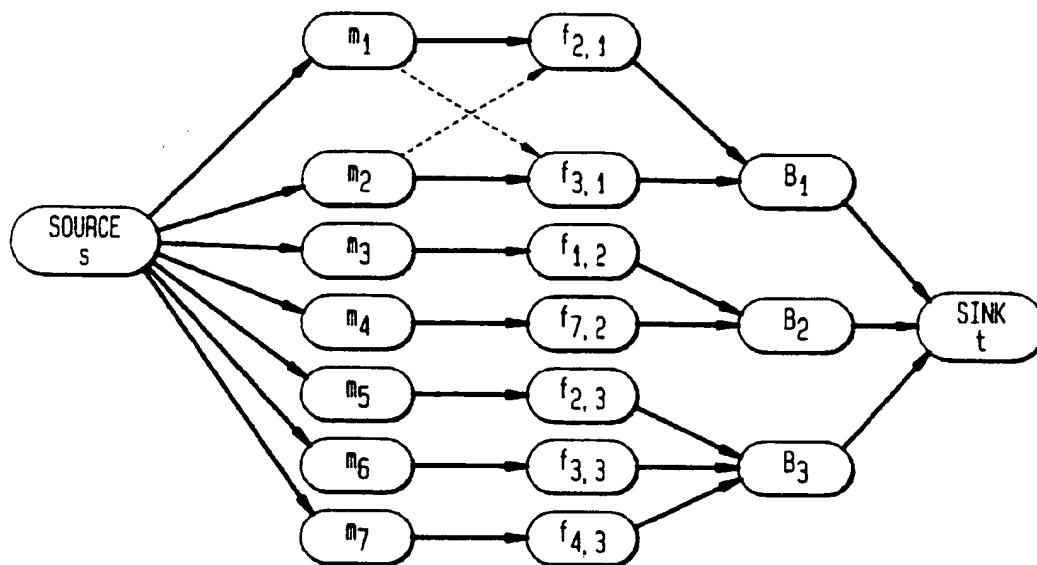 m1
f2,1
m2
f3,1
B1
SOURCE
s
m3
f1,2
m4
f7,2
B2
SINK
t
m5
f2,3
m6
f3,3
B3
m7
f4,3